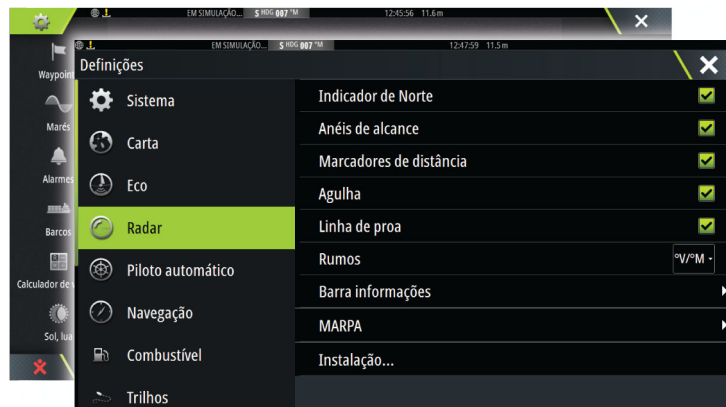 EM SIMULAÇÃO... S HDG 007 °M 12:45:56 11.6 m
Waypoin
Marés
Alarmes
Barcos
Calculador de v
Sol, lua
EM SIMULAÇÃO... S HDG 007 °M 12:47:59 11.5 m
Definições
Sistema
Carta
Eco
Radar
Piloto automático
Navegação
Combustível
Trilhos
Indicador de Norte
Anéis de alcance
Marcadores de distância
Agulha
Linha de proa
Rumos °V/°M
Barra informações
MARPA
Instalação...